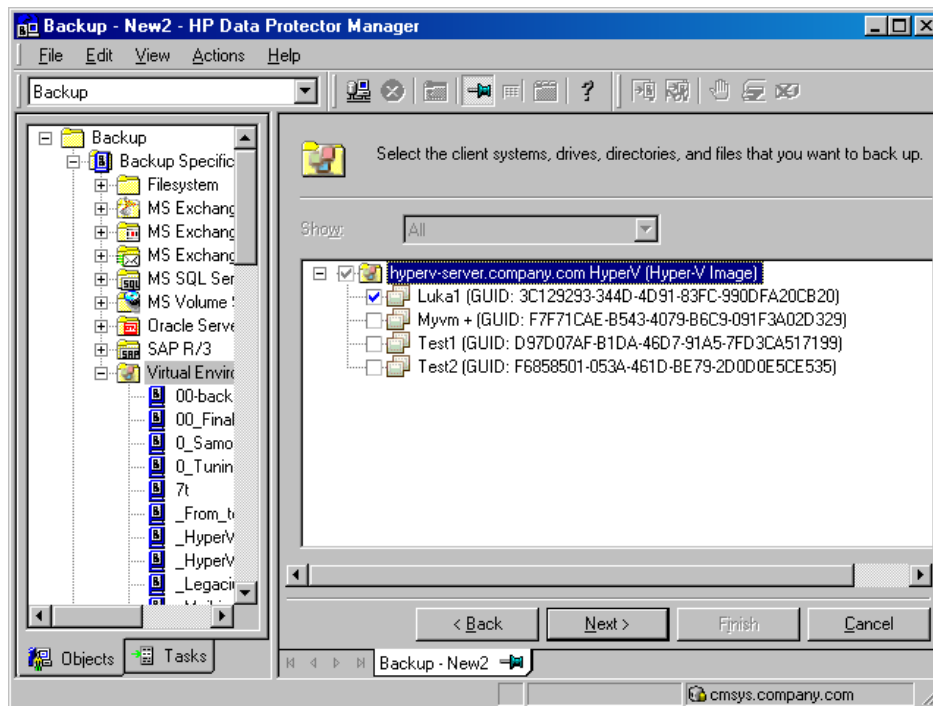 Backup - New2 - HP Data Protector Manager
File Edit View Actions Help
Backup
Backup
Backup Specific
Filesystem
MS Exchang
MS Exchang
MS Exchang
MS SQL Ser
MS Volume
Oracle Serve
SAP R/3
Virtual Enviro
00-back
00_Final
0_Samo
0_Tunin
7t
_From_t
_HyperV
_HyperV
_Legaci
Objects
Tasks
Select the client systems, drives, directories, and files that you want to back up.
Show:
All
hyperv-server.company.com HyperV (Hyper-V Image)
Luka1 (GUID: 3C129293-344D-4D91-83FC-990DFA20CB20)
Myvm + (GUID: F7F71CAE-B543-4079-B6C9-091F3A02D329)
Test1 (GUID: D97D07AF-B1DA-46D7-91A5-7FD3CA517199)
Test2 (GUID: F6858501-053A-461D-BE79-2D0D0E5CE535)
< Back
Next >
Finish
Cancel
Backup - New2
cmsys.company.com